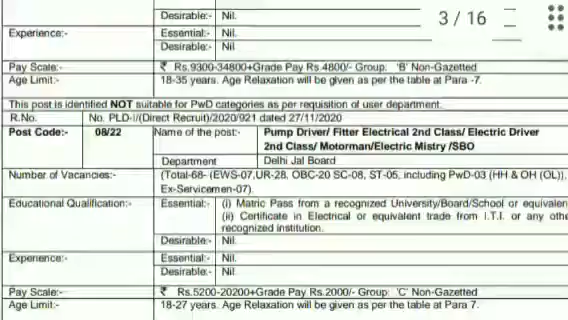 Desirable:- Nil.
3 / 16
Experience:- Essential:- Nil.
Desirable:- Nil.
Pay Scale:- ₹ Rs.9300-34800+Grade Pay Rs.4800/- Group: 'B' Non-Gazetted
Age Limit:- 18-35 years. Age Relaxation will be given as per the table at Para -7.
This post is identified NOT suitable for PwD categories as per requisition of user department.
R.No. No. PLD-I/(Direct Recruit)/2020/921 dated 27/11/2020
Post Code:- 08/22 Name of the post:- Pump Driver/ Fitter Electrical 2nd Class/ Electric Driver
2nd Class/ Motorman/Electric Mistry /SBO
Department Delhi Jal Board
Number of Vacancies:- (Total-68- (EWS-07,UR-28, OBC-20 SC-08, ST-05, including PwD-03 (HH & OH (OL)),
Ex-Servicemen-07).
Educational Qualification:- Essential:- (i) Matric Pass from a recognized University/Board/School or equivalen
(ii) Certificate in Electrical or equivalent trade from I.T.I. or any othe
recognized institution.
Desirable:- Nil.
Experience:- Essential:- Nil.
Desirable:- Nil.
Pay Scale:- ₹ Rs.5200-20200+Grade Pay Rs.2000/- Group: 'C' Non-Gazetted
Age Limit:- 18-27 years. Age Relaxation will be given as per the table at Para 7.